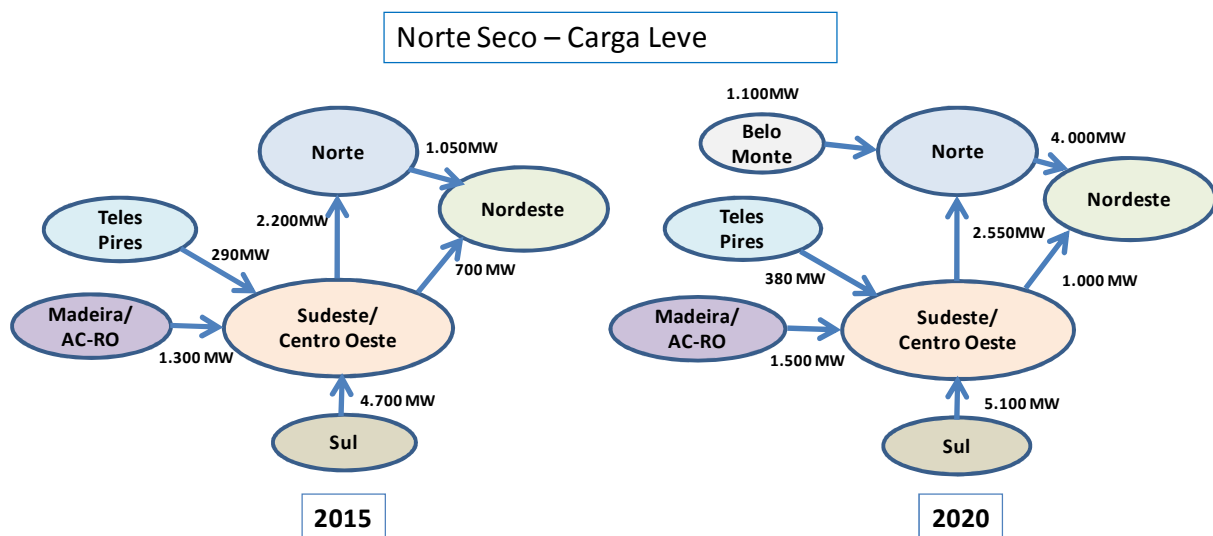 Norte Seco – Carga Leve
Norte
1.050MW
Nordeste
Teles
Pires
2.200MW
290MW
700 MW
Madeira/
AC-RO
1.300 MW
Sudeste/
Centro Oeste
4.700 MW
Sul
2015
1.100MW
Belo
Monte
Norte
4.000MW
Nordeste
Teles
Pires
2.550MW
380 MW
1.000 MW
Madeira/
AC-RO
1.500 MW
Sudeste/
Centro Oeste
5.100 MW
Sul
2020